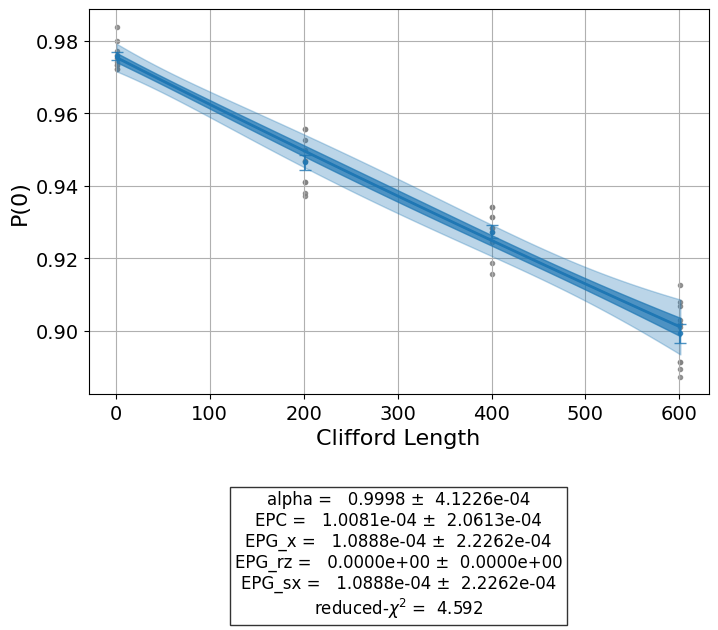 0.98
0.96
0.94
0.92
0.90
P(0)
0 100 200 300 400 500 600
Clifford Length
alpha = 0.9998 ± 4.1226e-04
EPC = 1.0081e-04 ± 2.0613e-04
EPG_x = 1.0888e-04 ± 2.2262e-04
EPG_rz = 0.0000e+00 ± 0.0000e+00
EPG_sx = 1.0888e-04 ± 2.2262e-04
reduced-χ² = 4.592